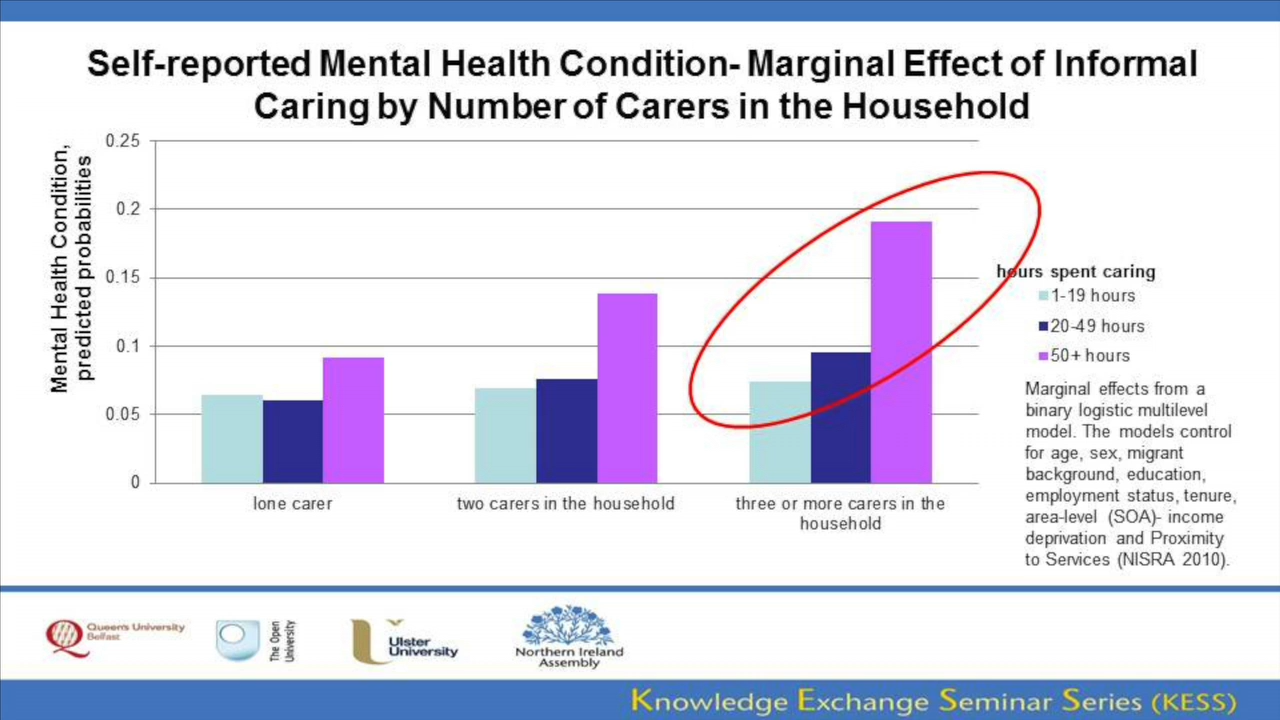 Self-reported Mental Health Condition- Marginal Effect of Informal
Caring by Number of Carers in the Household
Mental Health Condition,
predicted probabilities
0.25
0.2
0.15
0.1
0.05
0
lone carer
two carers in the household
three or more carers in the
household
hours spent caring
1-19 hours
20-49 hours
50+ hours
Marginal effects from a
binary logistic multilevel
model. The models control
for age, sex, migrant
background, education,
employment status, tenure,
area-level (SOA)- income
deprivation and Proximity
to Services (NISRA 2010).
Queen's University
Belfast
The Open
University
Ulster
University
Northern Ireland
Assembly
Knowledge Exchange Seminar Series (KESS)